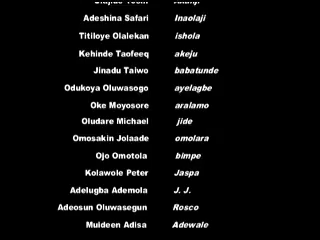 Adeshina Safari Inaolaji
Titiloye Olalekan ishola
Kehinde Taofeeq akeju
Jinadu Taiwo babatunde
Odukoya Oluwasogo ayelagbe
Oke Moyosore aralamo
Oludare Michael jide
Omosakin Jolaade omolara
Ojo Omotola bimpe
Kolawole Peter Jaspa
Adelugba Ademola J. J.
Adeosun Oluwasegun Rosco
Muideen Adisa Adewale